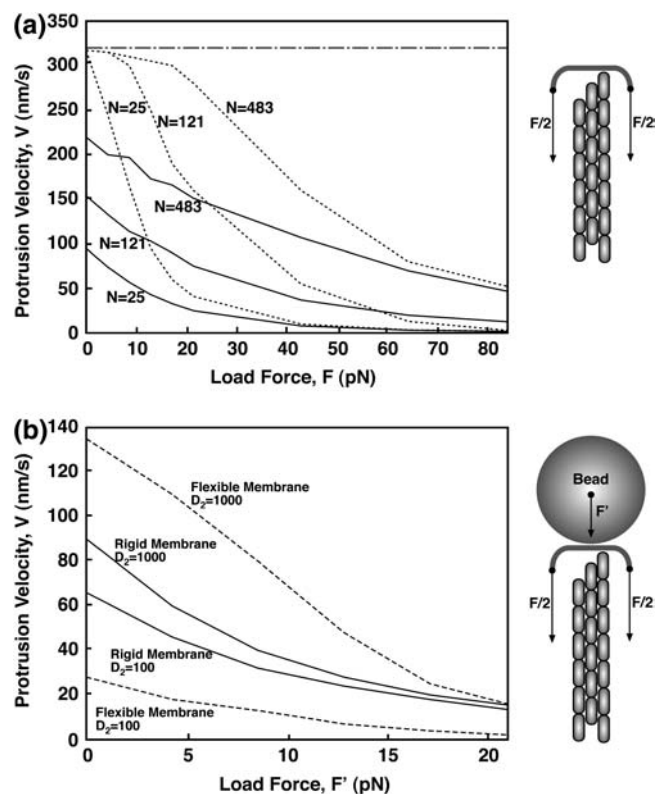 (a)
350
300
250
200
150
100
50
0
Protrusion Velocity, V (nm/s)
N=25
N=121
N=483
N=483
N=121
N=25
0 10 20 30 40 50 60 70 80
Load Force, F (pN)
F/2 F/2
(b)
140
120
100
80
60
40
20
0
Protrusion Velocity, V (nm/s)
Flexible Membrane
D₂=1000
Rigid Membrane
D₂=1000
Rigid Membrane
D₂=100
Flexible Membrane
D₂=100
0 5 10 15 20
Load Force, F' (pN)
Bead
F'
F/2 F/2